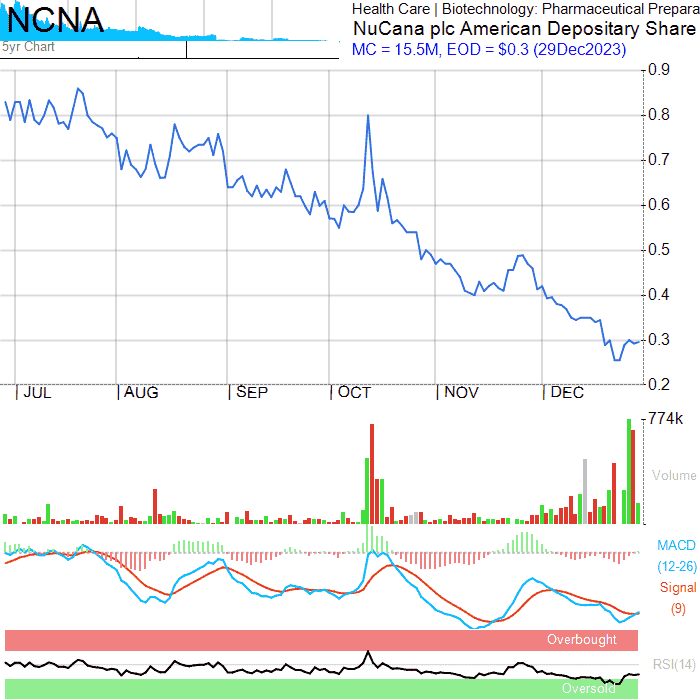 NCNA
5yr Chart
Health Care | Biotechnology: Pharmaceutical Prepara
NuCana plc American Depositary Share
MC = 15.5M, EOD = $0.3 (29Dec2023)
0.9
0.8
0.7
0.6
0.5
0.4
0.3
0.2
| JUL | AUG | SEP | OCT | NOV | DEC
774k
Volume
MACD
(12-26)
Signal
(9)
Overbought
RSI(14)
Oversold